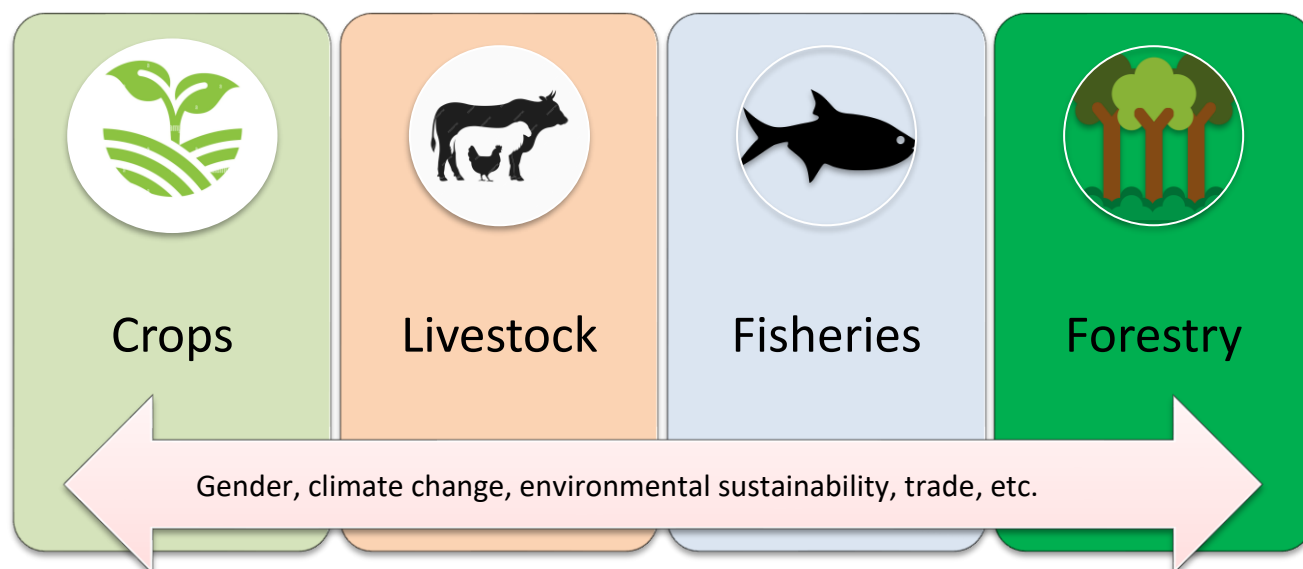 Crops
Livestock
Fisheries
Forestry
Gender, climate change, environmental sustainability, trade, etc.